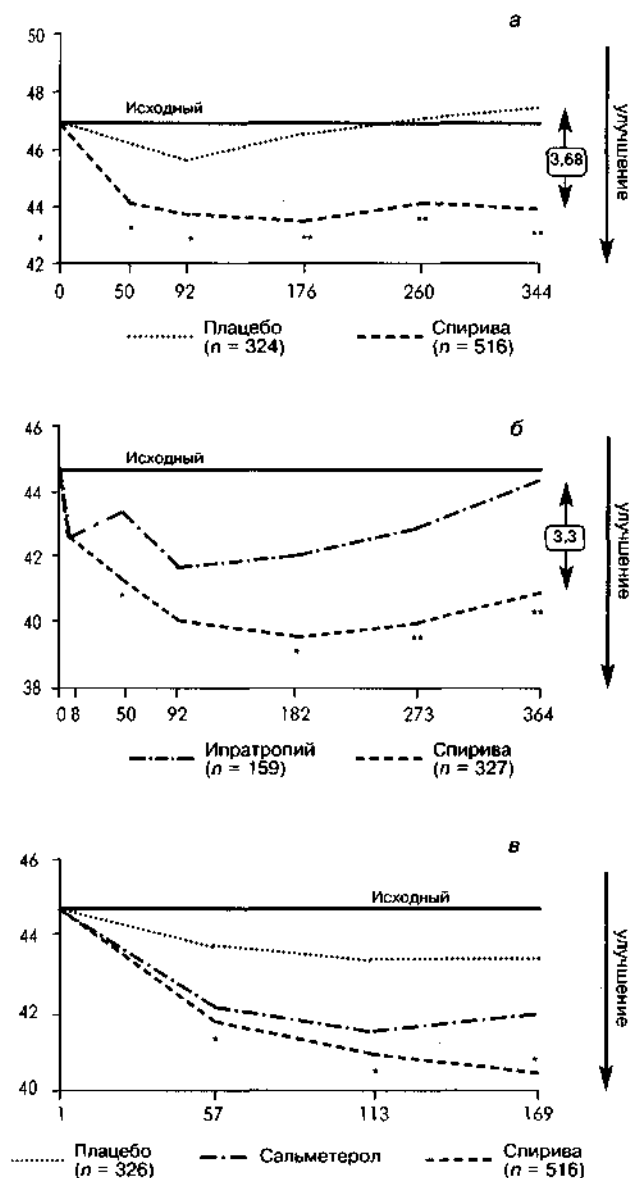 а
50
48
46
44
42
Исходный
3,68
улучшение
* * * ** ** **
0 50 92 176 260 344
Плацебо Спирива
(n = 324) (n = 516)
б
46
44
42
40
38
Исходный
3,3
улучшение
* * ** **
0 8 50 92 182 273 364
Ипратропий Спирива
(n = 159) (n = 327)
в
46
44
42
40
Исходный
улучшение
* * *
1 57 113 169
Плацебо Сальметерол Спирива
(n = 326) (n = 516)